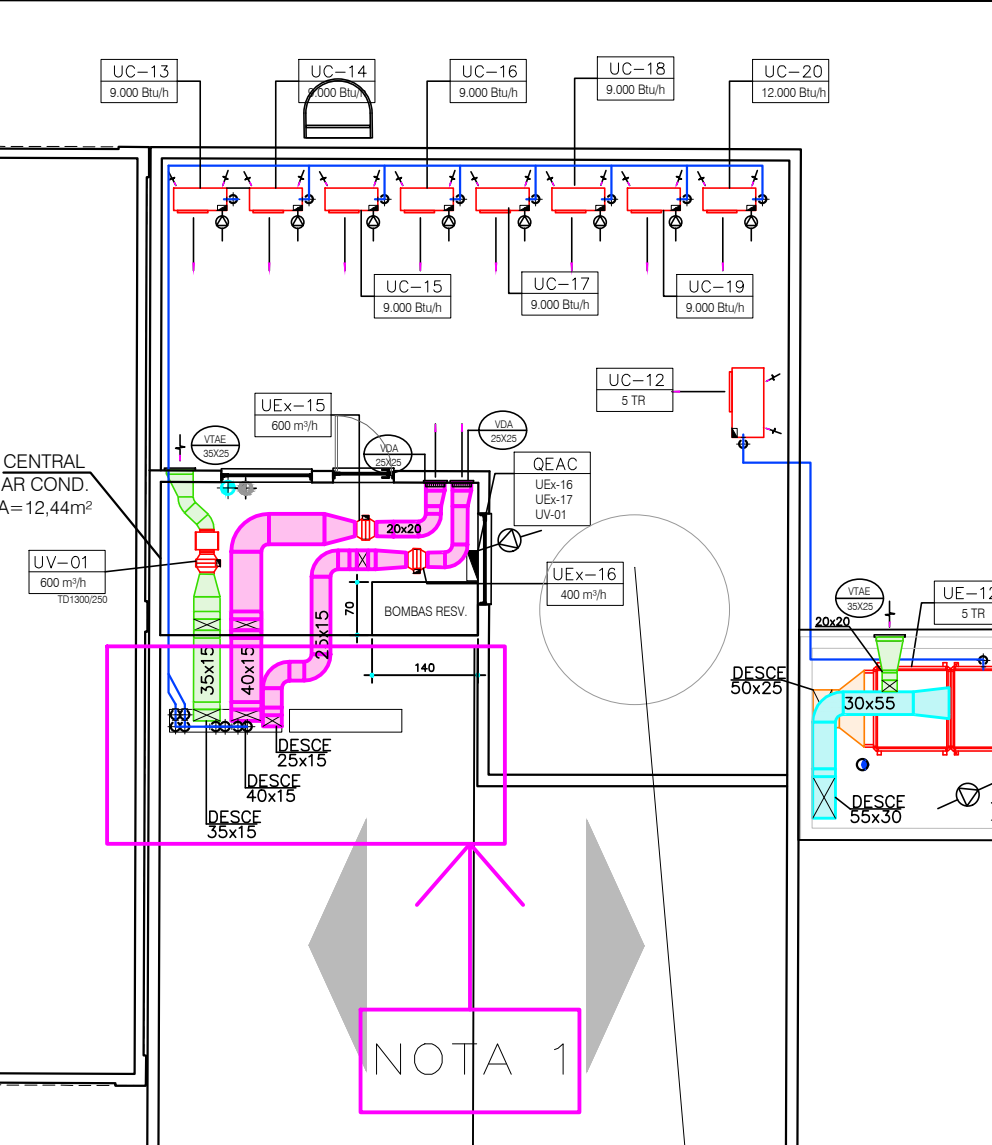 UC-13
9.000 Btu/h
UC-14
9.000 Btu/h
UC-16
9.000 Btu/h
UC-18
9.000 Btu/h
UC-20
12.000 Btu/h
UC-15
9.000 Btu/h
UC-17
9.000 Btu/h
UC-19
9.000 Btu/h
UC-12
5 TR
UEx-15
600 m³/h
VTAE
35X25
VDA
25X25
VDA
25X25
QEAC
UEx-16
UEx-17
UV-01
CENTRAL
AR COND.
A=12,44m²
20x20
UV-01
600 m³/h
TD1300/250
UEx-16
400 m³/h
BOMBAS RESV.
70
140
35x15
40x15
25x15
DESCE
25x15
DESCE
40x15
DESCE
35x15
VTAE
35X25
20x20
UE-12
5 TR
DESCE
50x25
30x55
DESCE
55x30
NOTA 1